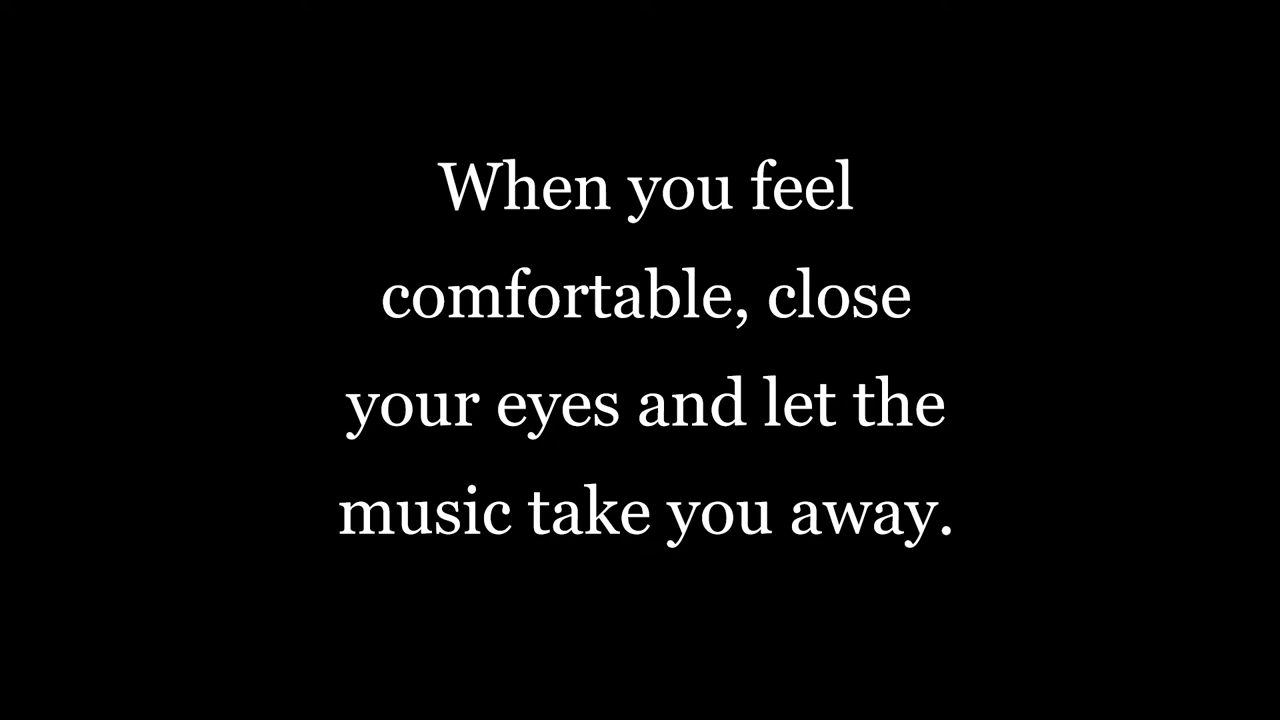 When you feel
comfortable, close
your eyes and let the
music take you away.